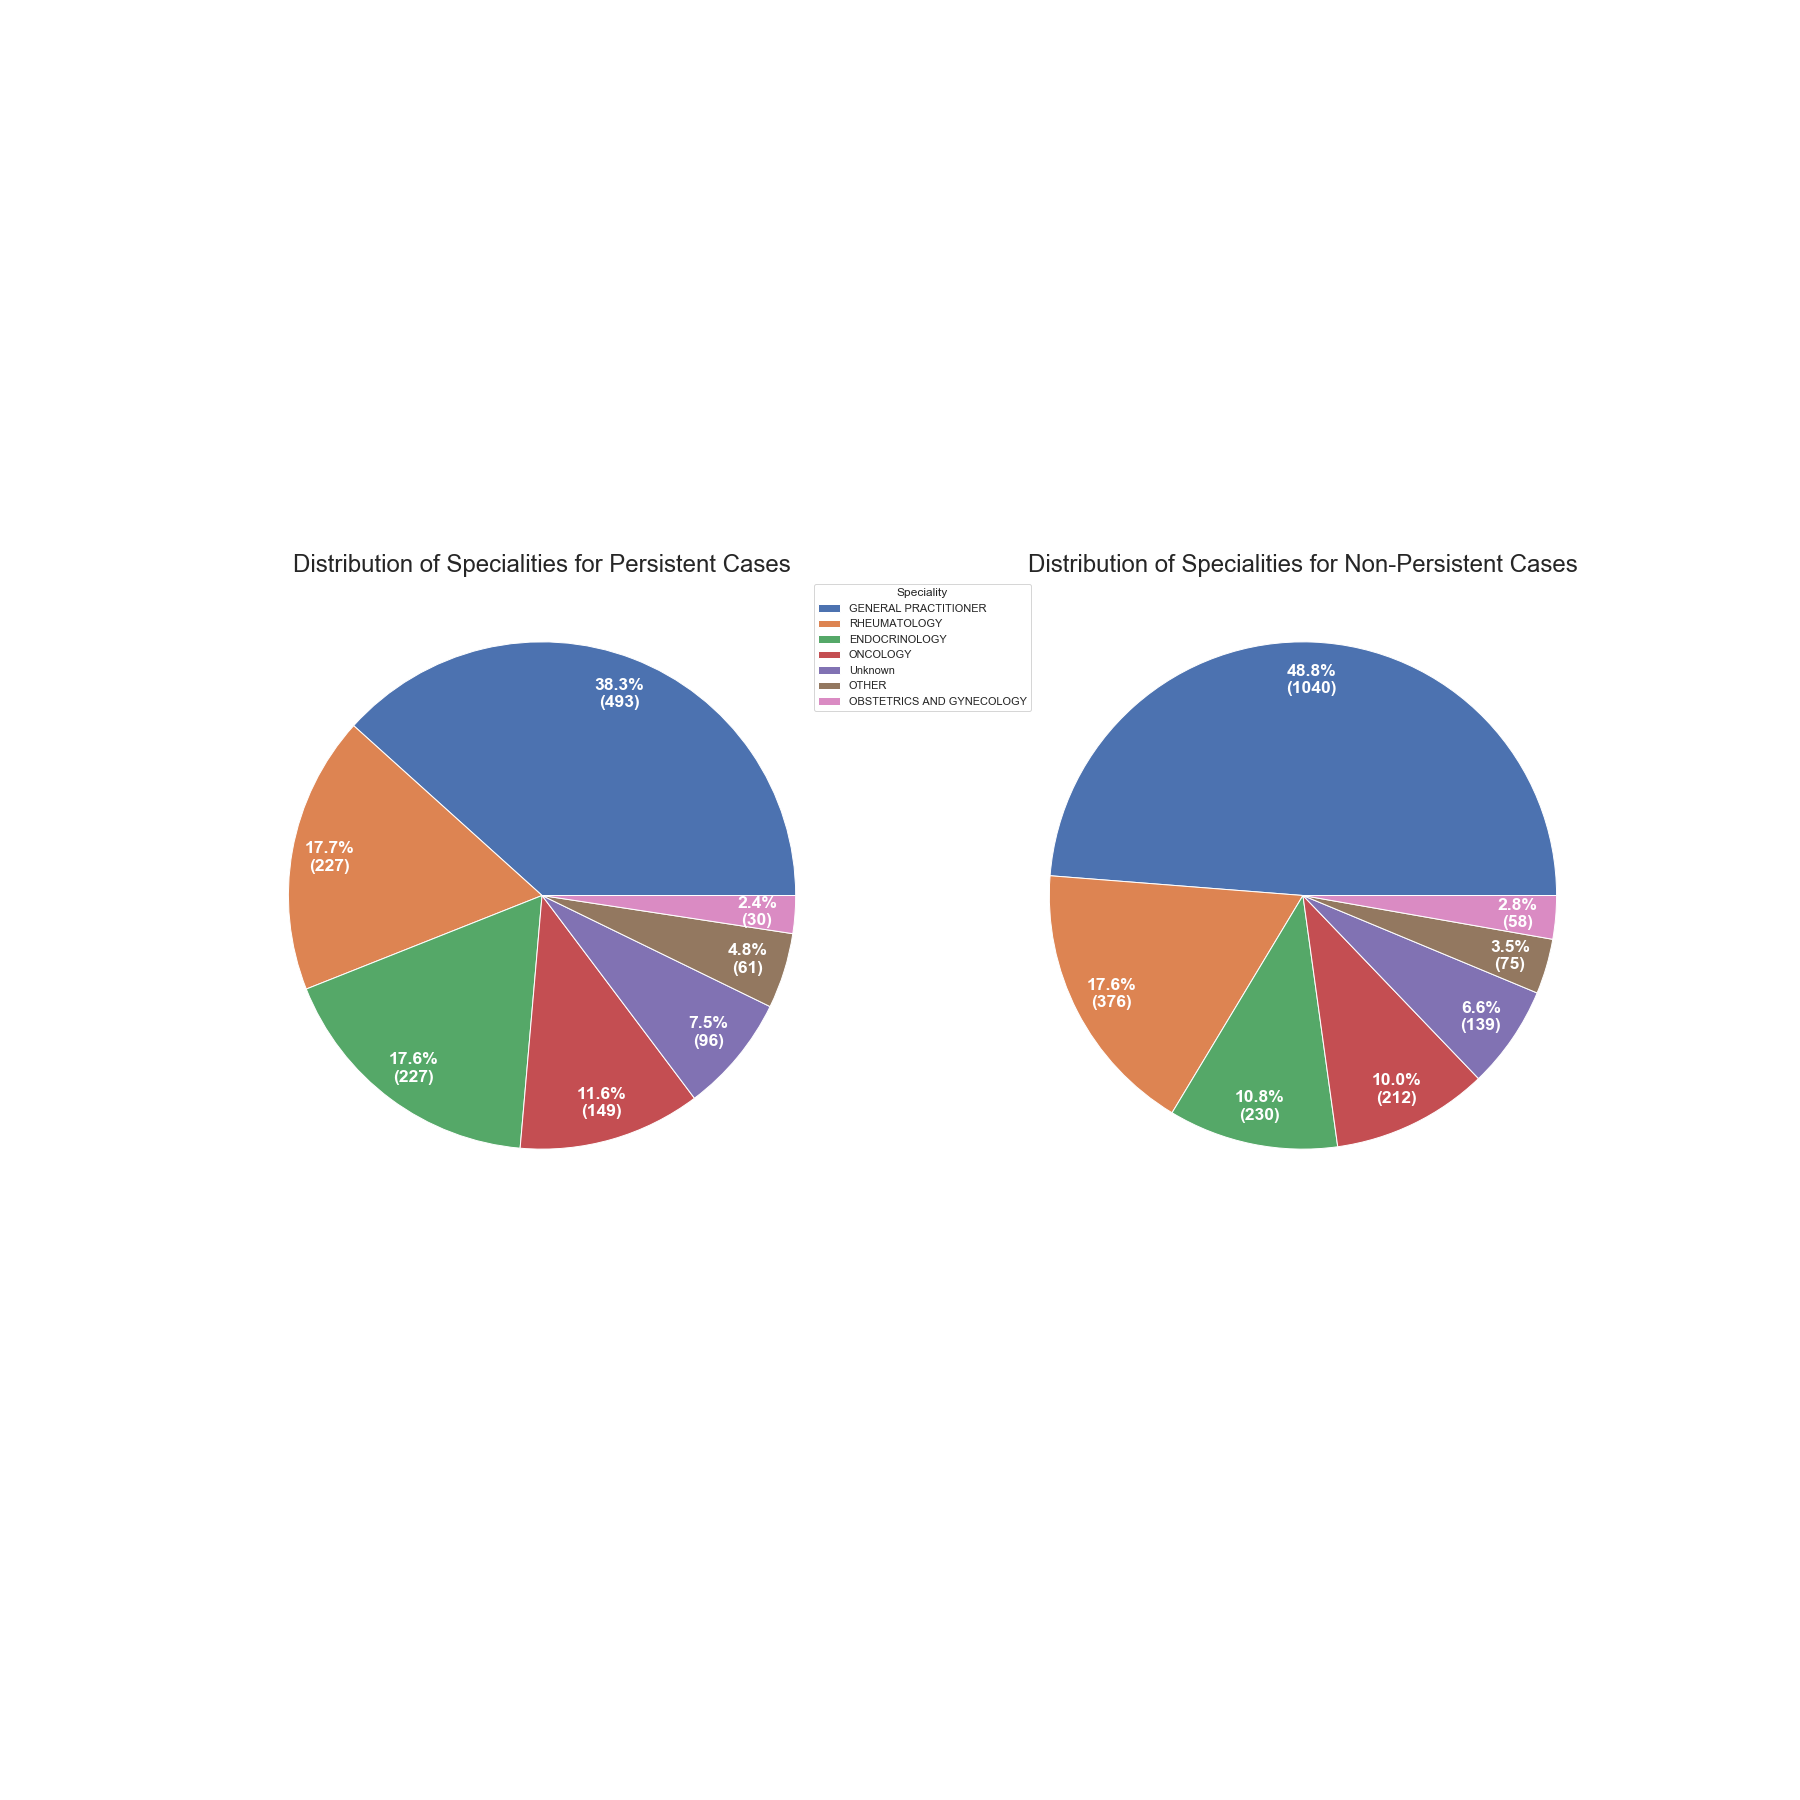 Distribution of Specialities for Persistent Cases
Distribution of Specialities for Non-Persistent Cases
Speciality
GENERAL PRACTITIONER
RHEUMATOLOGY
ENDOCRINOLOGY
ONCOLOGY
Unknown
OTHER
OBSTETRICS AND GYNECOLOGY
38.3%
(493)
17.7%
(227)
17.6%
(227)
11.6%
(149)
7.5%
(96)
4.8%
(61)
2.4%
(30)
48.8%
(1040)
17.6%
(376)
10.8%
(230)
10.0%
(212)
6.6%
(139)
3.5%
(75)
2.8%
(58)